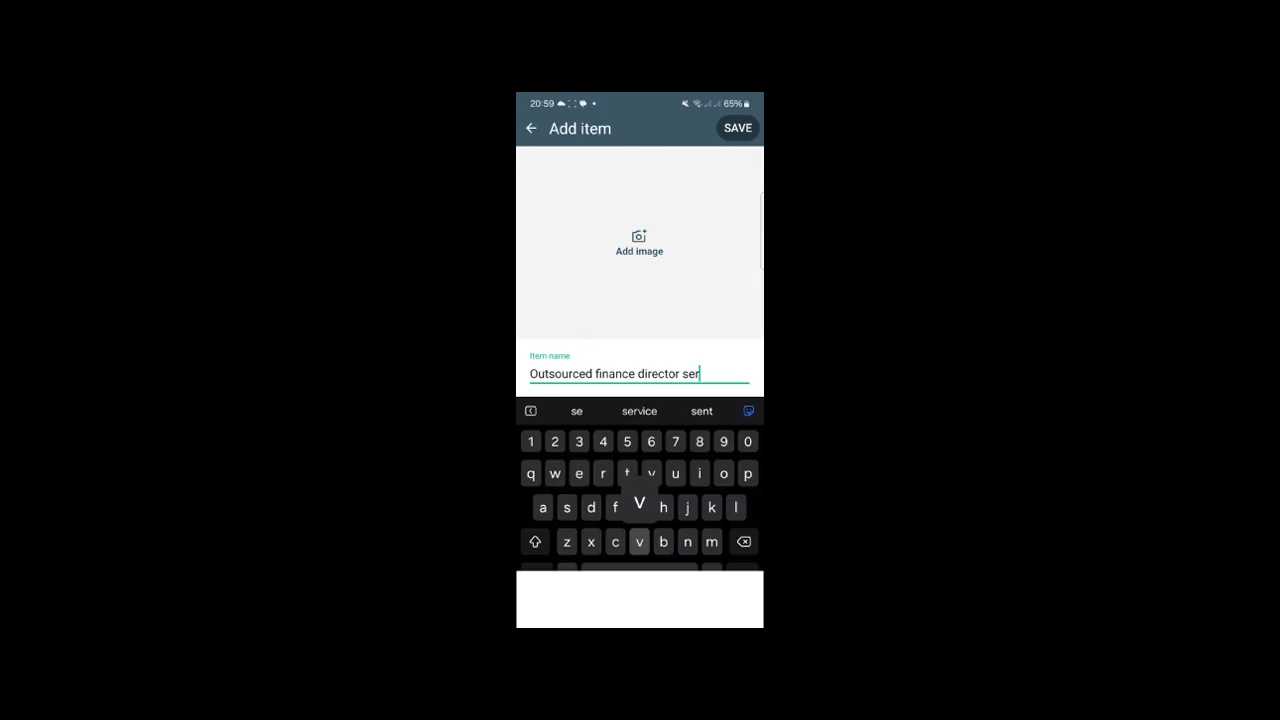 20:59 65%
Add item SAVE
Add image
Item name
Outsourced finance director ser
se service sent
1 2 3 4 5 6 7 8 9 0
q w e r t y u i o p
a s d f v h j k l
z x c v b n m